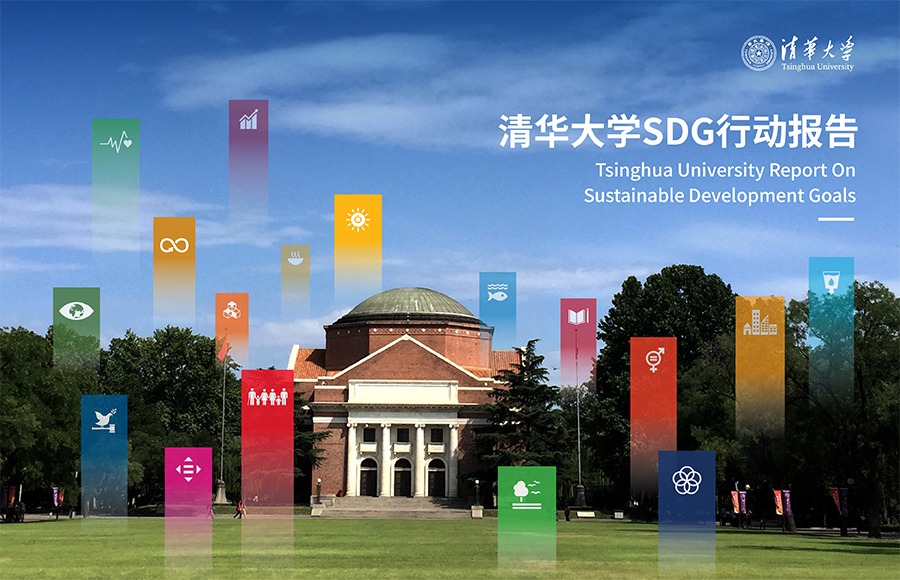 清华大学
Tsinghua University
清华大学SDG行动报告
Tsinghua University Report On
Sustainable Development Goals